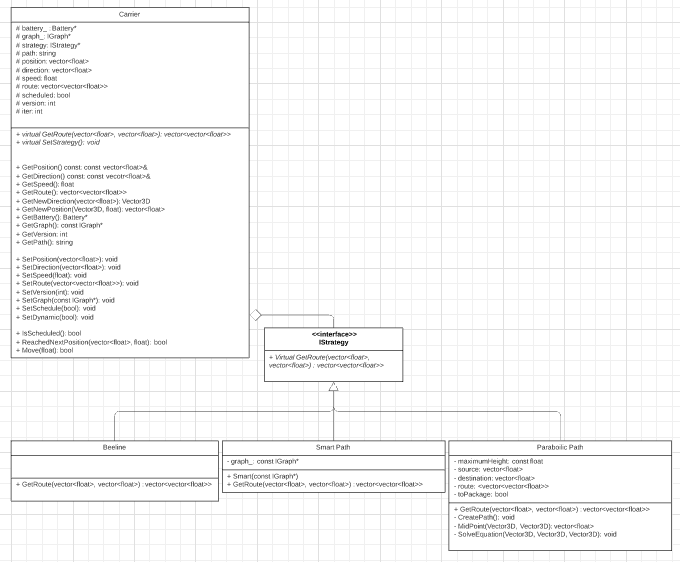 Carrier
# battery_ : Battery*
# graph_: IGraph*
# strategy: IStrategy*
# path: string
# position: vector<float>
# direction: vector<float>
# speed: float
# route: vector<vector<float>>
# scheduled: bool
# version: int
# iter: int
+ virtual GetRoute(vector<float>, vector<float>): vector<vector<float>>
+ virtual SetStrategy(): void
+ GetPosition() const: const vector<float>&
+ GetDirection() const: const vecotr<float>&
+ GetSpeed(): float
+ GetRoute(): vector<vector<float>>
+ GetNewDirection(vector<float>): Vector3D
+ GetNewPosition(Vector3D, float): vector<float>
+ GetBattery(): Battery*
+ GetGraph(): const IGraph*
+ GetVersion: int
+ GetPath(): string
+ SetPosition(vector<float>): void
+ SetDirection(vector<float>): void
+ SetSpeed(float): void
+ SetRoute(vector<vector<float>>): void
+ SetVersion(int): void
+ SetGraph(const IGraph*): void
+ SetSchedule(bool): void
+ SetDynamic(bool): void
+ IsScheduled(): bool
+ ReachedNextPosition(vector<float>, float): bool
+ Move(float): bool
<<interface>>
IStrategy
+ Virtual GetRoute(vector<float>,
vector<float>) : vector<vector<float>>
Beeline
+ GetRoute(vector<float>, vector<float>) : vector<vector<float>>
Smart Path
- graph_: const IGraph*
+ Smart(const IGraph*)
+ GetRoute(vector<float>, vector<float>) : vector<vector<float>>
Parabolic Path
- maximumHeight: const float
- source: vector<float>
- destination: vector<float>
- route: <vector<vector<float>>
- toPackage: bool
+ GetRoute(vector<float>, vector<float>) : vector<vector<float>>
- CreatePath(): void
- MidPoint(Vector3D, Vector3D): vector<float>
- SolveEquation(Vector3D, Vector3D, Vector3D): void